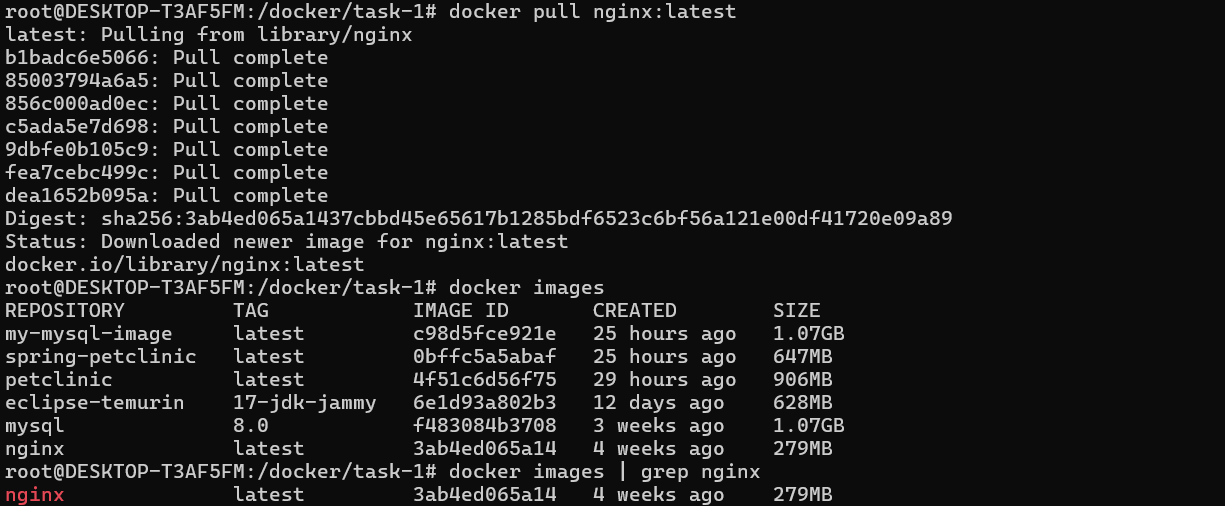 root@DESKTOP-T3AF5FM:/docker/task-1# docker pull nginx:latest
latest: Pulling from library/nginx
b1badc6e5066: Pull complete
85003794a6a5: Pull complete
856c000ad0ec: Pull complete
c5ada5e7d698: Pull complete
9dbfe0b105c9: Pull complete
fea7cebc499c: Pull complete
dea1652b095a: Pull complete
Digest: sha256:3ab4ed065a1437cbbd45e65617b1285bdf6523c6bf56a121e00df41720e09a89
Status: Downloaded newer image for nginx:latest
docker.io/library/nginx:latest
root@DESKTOP-T3AF5FM:/docker/task-1# docker images
REPOSITORY         TAG            IMAGE ID       CREATED        SIZE
my-mysql-image     latest         c98d5fce921e   25 hours ago   1.07GB
spring-petclinic   latest         0bffc5a5abaf   25 hours ago   647MB
petclinic          latest         4f51c6d56f75   29 hours ago   906MB
eclipse-temurin    17-jdk-jammy   6e1d93a802b3   12 days ago    628MB
mysql              8.0            f483084b3708   3 weeks ago    1.07GB
nginx              latest         3ab4ed065a14   4 weeks ago    279MB
root@DESKTOP-T3AF5FM:/docker/task-1# docker images | grep nginx
nginx              latest         3ab4ed065a14   4 weeks ago    279MB